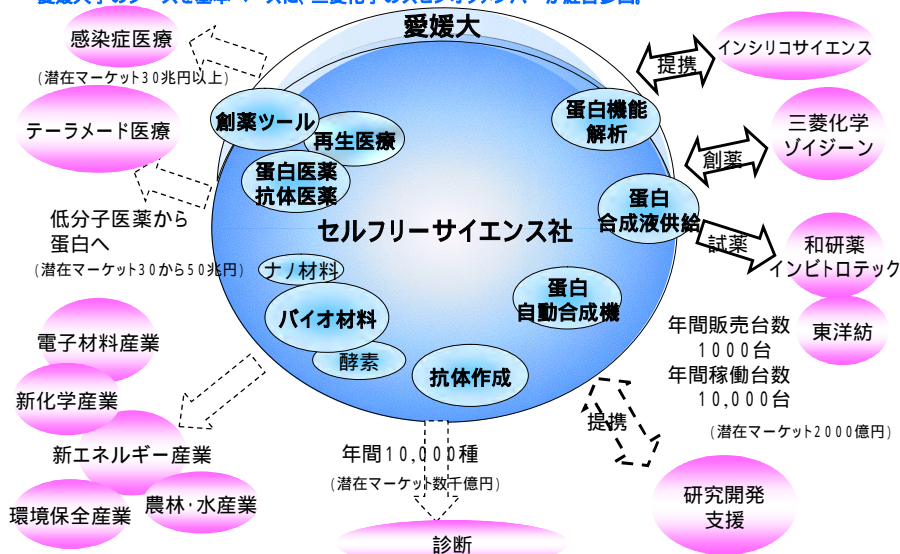 愛媛大
感染症医療
(潜在マーケット30兆円以上)
テーラメード医療
低分子医薬から
蛋白へ
(潜在マーケット30から50兆円)
創薬ツール
再生医療
蛋白医薬
抗体医薬
蛋白機能
解析
提携
インシリコサイエンス
創薬
三菱化学
ゾイジーン
蛋白
合成液供給
試薬
和研薬
インビトロテック
東洋紡
セルフリーサイエンス社
ナノ材料
バイオ材料
酵素
蛋白
自動合成機
抗体作成
年間販売台数
1000台
年間稼働台数
10,000台
(潜在マーケット2000億円)
電子材料産業
新化学産業
新エネルギー産業
環境保全産業
農林・水産業
年間10,000種
(潜在マーケット数千億円)
診断
提携
研究開発
支援